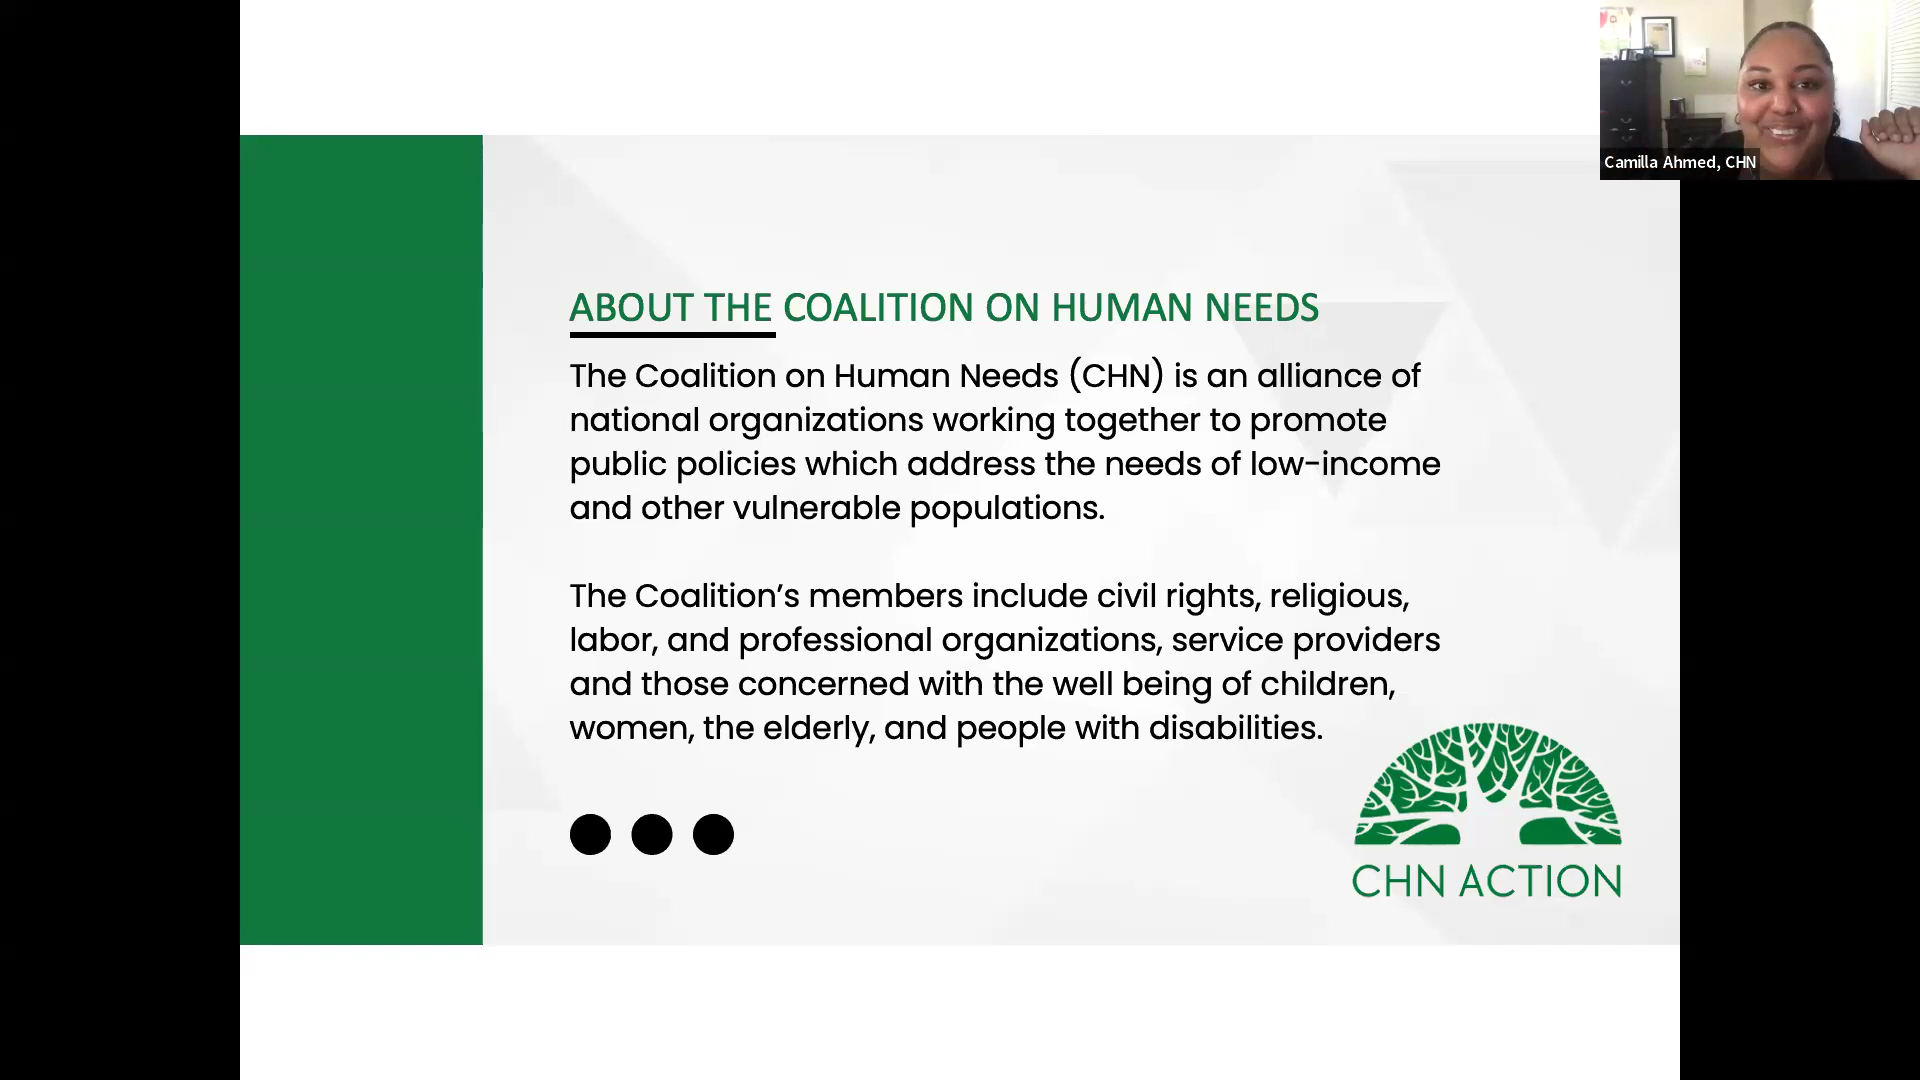 Camilla Ahmed, CHN
ABOUT THE COALITION ON HUMAN NEEDS
The Coalition on Human Needs (CHN) is an alliance of
national organizations working together to promote
public policies which address the needs of low-income
and other vulnerable populations.
The Coalition’s members include civil rights, religious,
labor, and professional organizations, service providers
and those concerned with the well being of children,
women, the elderly, and people with disabilities.
CHN ACTION